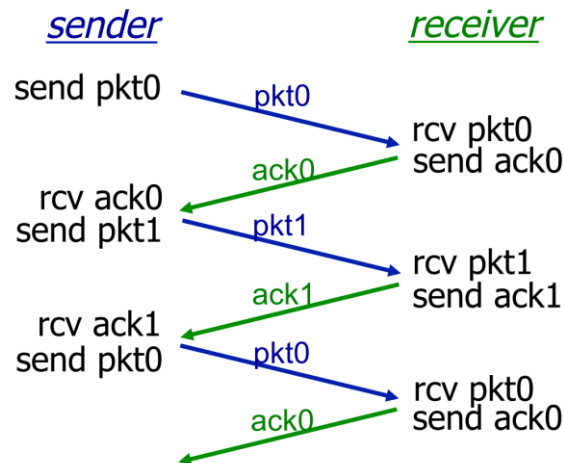 sender
receiver
send pkt0
pkt0
rcv pkt0
send ack0
ack0
rcv ack0
send pkt1
pkt1
rcv pkt1
send ack1
ack1
rcv ack1
send pkt0
pkt0
rcv pkt0
send ack0
ack0